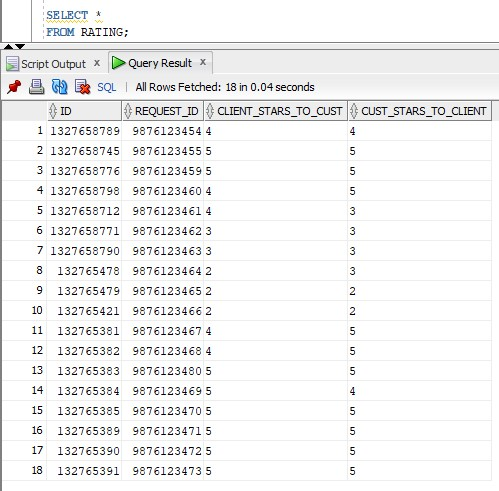 SELECT *
FROM RATING;
Script Output x Query Result x
SQL | All Rows Fetched: 18 in 0.04 seconds
ID REQUEST_ID CLIENT_STARS_TO_CUST CUST_STARS_TO_CLIENT
1 1327658789 9876123454 4 4
2 1327658745 9876123455 5 5
3 1327658776 9876123459 5 5
4 1327658798 9876123460 4 5
5 1327658712 9876123461 4 3
6 1327658771 9876123462 3 3
7 1327658790 9876123463 3 3
8 132765478 9876123464 2 3
9 132765479 9876123465 2 2
10 132765421 9876123466 2 2
11 132765381 9876123467 4 5
12 132765382 9876123468 4 5
13 132765383 9876123480 5 5
14 132765384 9876123469 5 4
15 132765385 9876123470 5 5
16 132765389 9876123471 5 5
17 132765390 9876123472 5 5
18 132765391 9876123473 5 5